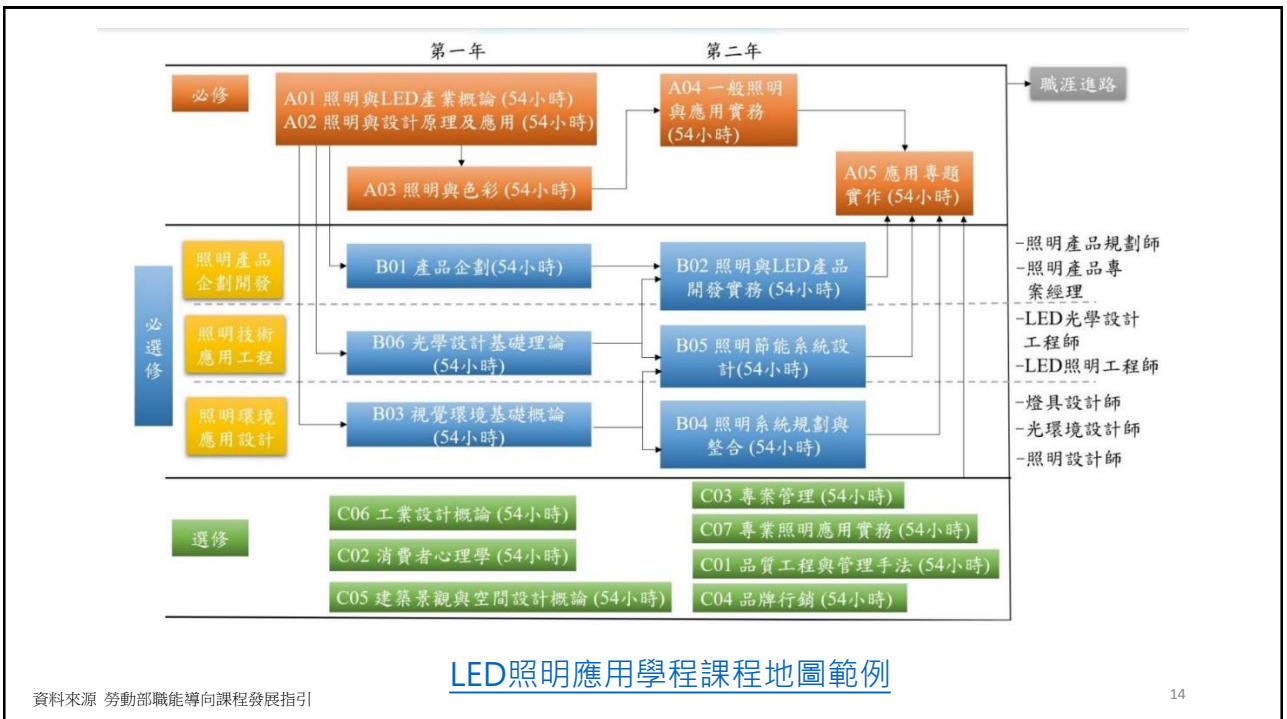 第一年
第二年
必修
A01 照明與LED產業概論 (54小時)
A02 照明與設計原理及應用 (54小時)
A03 照明與色彩 (54小時)
A04 一般照明
與應用實務
(54小時)
A05 應用專題
實作 (54小時)
職涯進路
必
選
修
照明產品
企劃開發
B01 產品企劃(54小時)
B02 照明與LED產品
開發實務 (54小時)
-照明產品規劃師
-照明產品專
案經理
照明技術
應用工程
B06 光學設計基礎理論
(54小時)
B05 照明節能系統設
計(54小時)
-LED光學設計
工程師
-LED照明工程師
照明環境
應用設計
B03 視覺環境基礎概論
(54小時)
B04 照明系統規劃與
整合 (54小時)
-燈具設計師
-光環境設計師
-照明設計師
選修
C06 工業設計概論 (54小時)
C02 消費者心理學 (54小時)
C05 建築景觀與空間設計概論 (54小時)
C03 專案管理 (54小時)
C07 專業照明應用實務 (54小時)
C01 品質工程與管理手法 (54小時)
C04 品牌行銷 (54小時)
LED照明應用學程課程地圖範例
資料來源 勞動部職能導向課程發展指引
14